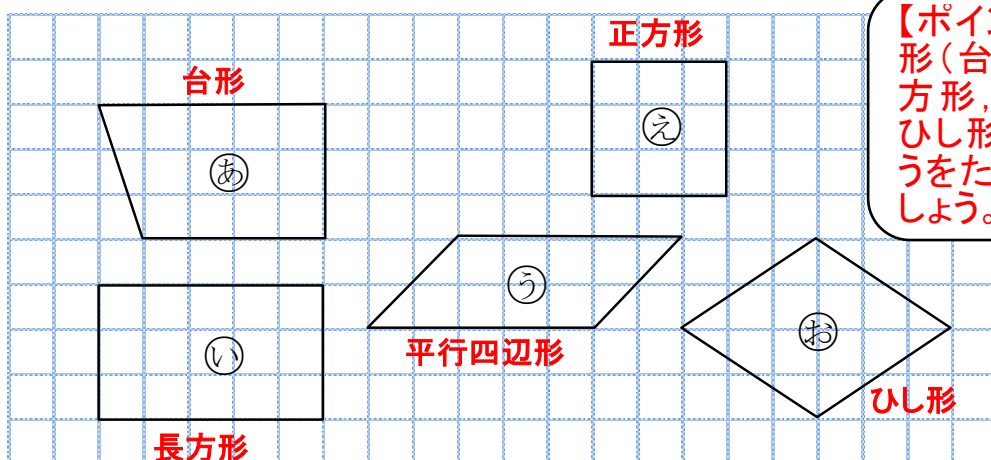 正方形
え
台形
あ
【ポイ
形（台
方形,
ひし形
うをた
しょう。
う
平行四辺形
い
長方形
お
ひし形